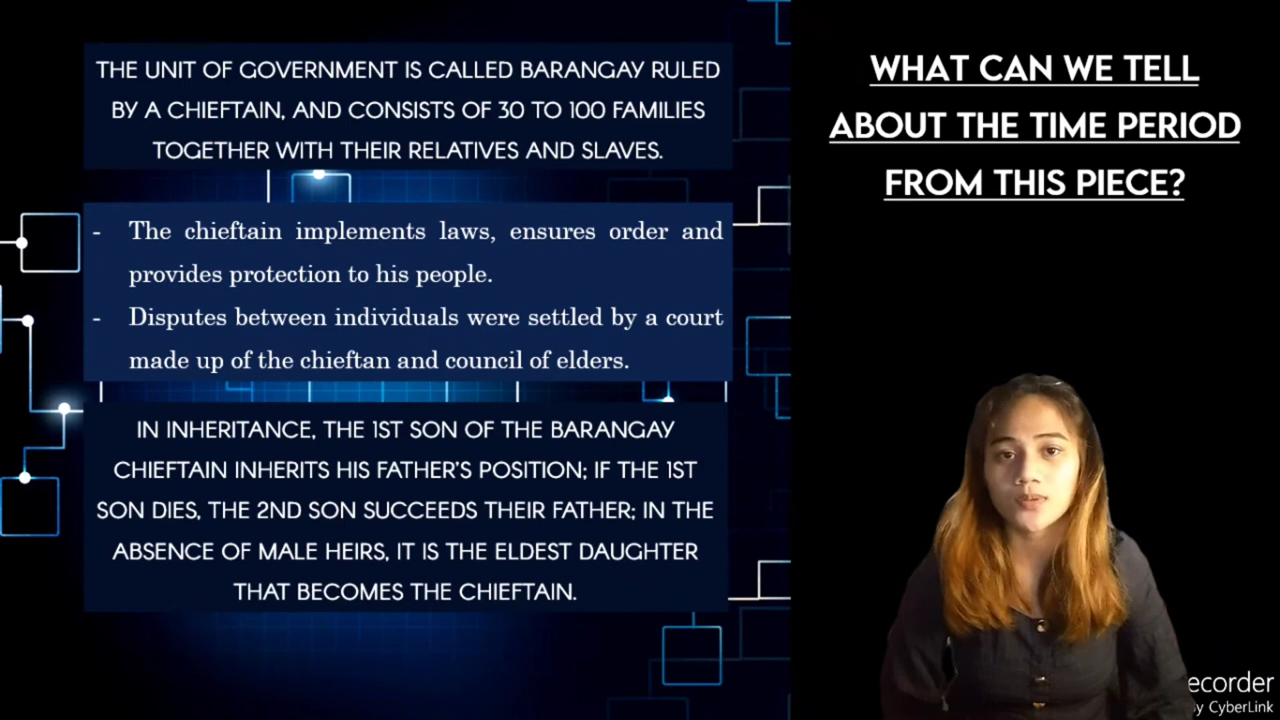 THE UNIT OF GOVERNMENT IS CALLED BARANGAY RULED
BY A CHIEFTAIN, AND CONSISTS OF 30 TO 100 FAMILIES
TOGETHER WITH THEIR RELATIVES AND SLAVES.
- The chieftain implements laws, ensures order and
provides protection to his people.
- Disputes between individuals were settled by a court
made up of the chieftan and council of elders.
IN INHERITANCE, THE 1ST SON OF THE BARANGAY
CHIEFTAIN INHERITS HIS FATHER'S POSITION; IF THE 1ST
SON DIES, THE 2ND SON SUCCEEDS THEIR FATHER; IN THE
ABSENCE OF MALE HEIRS, IT IS THE ELDEST DAUGHTER
THAT BECOMES THE CHIEFTAIN.
WHAT CAN WE TELL
ABOUT THE TIME PERIOD
FROM THIS PIECE?
ecorder
y CyberLink